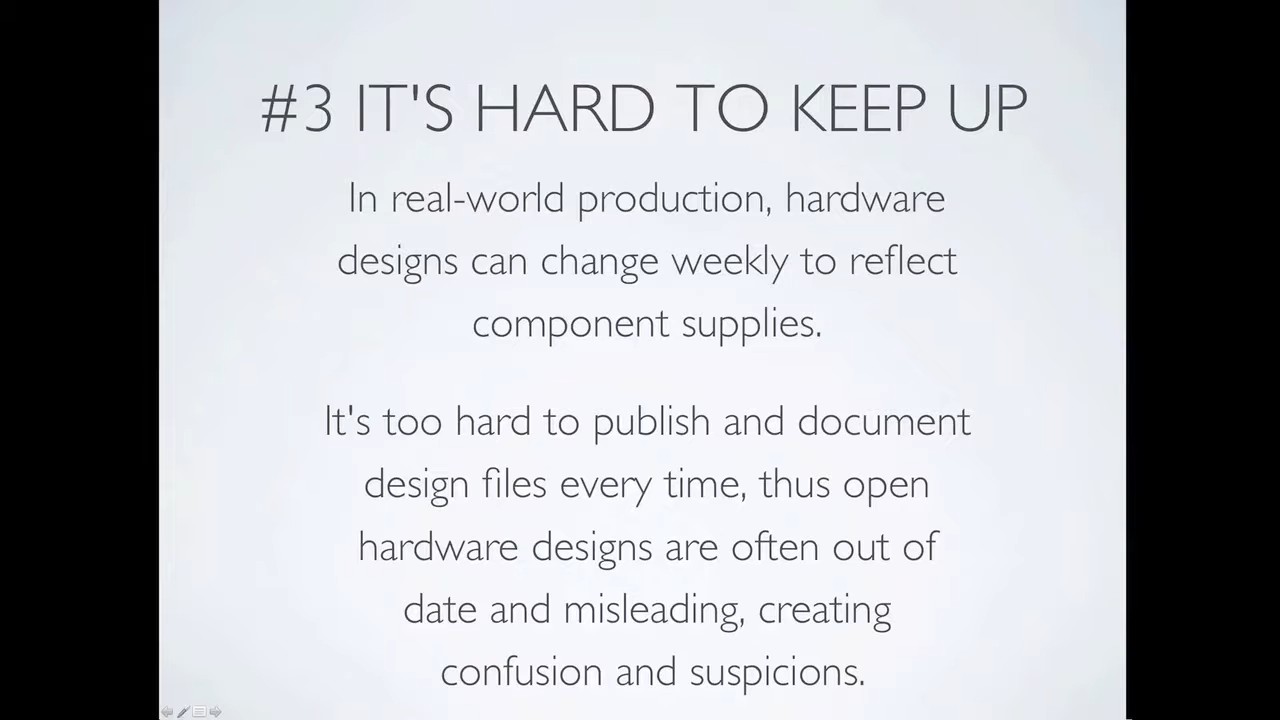 #3 IT'S HARD TO KEEP UP
In real-world production, hardware
designs can change weekly to reflect
component supplies.
It's too hard to publish and document
design files every time, thus open
hardware designs are often out of
date and misleading, creating
confusion and suspicions.